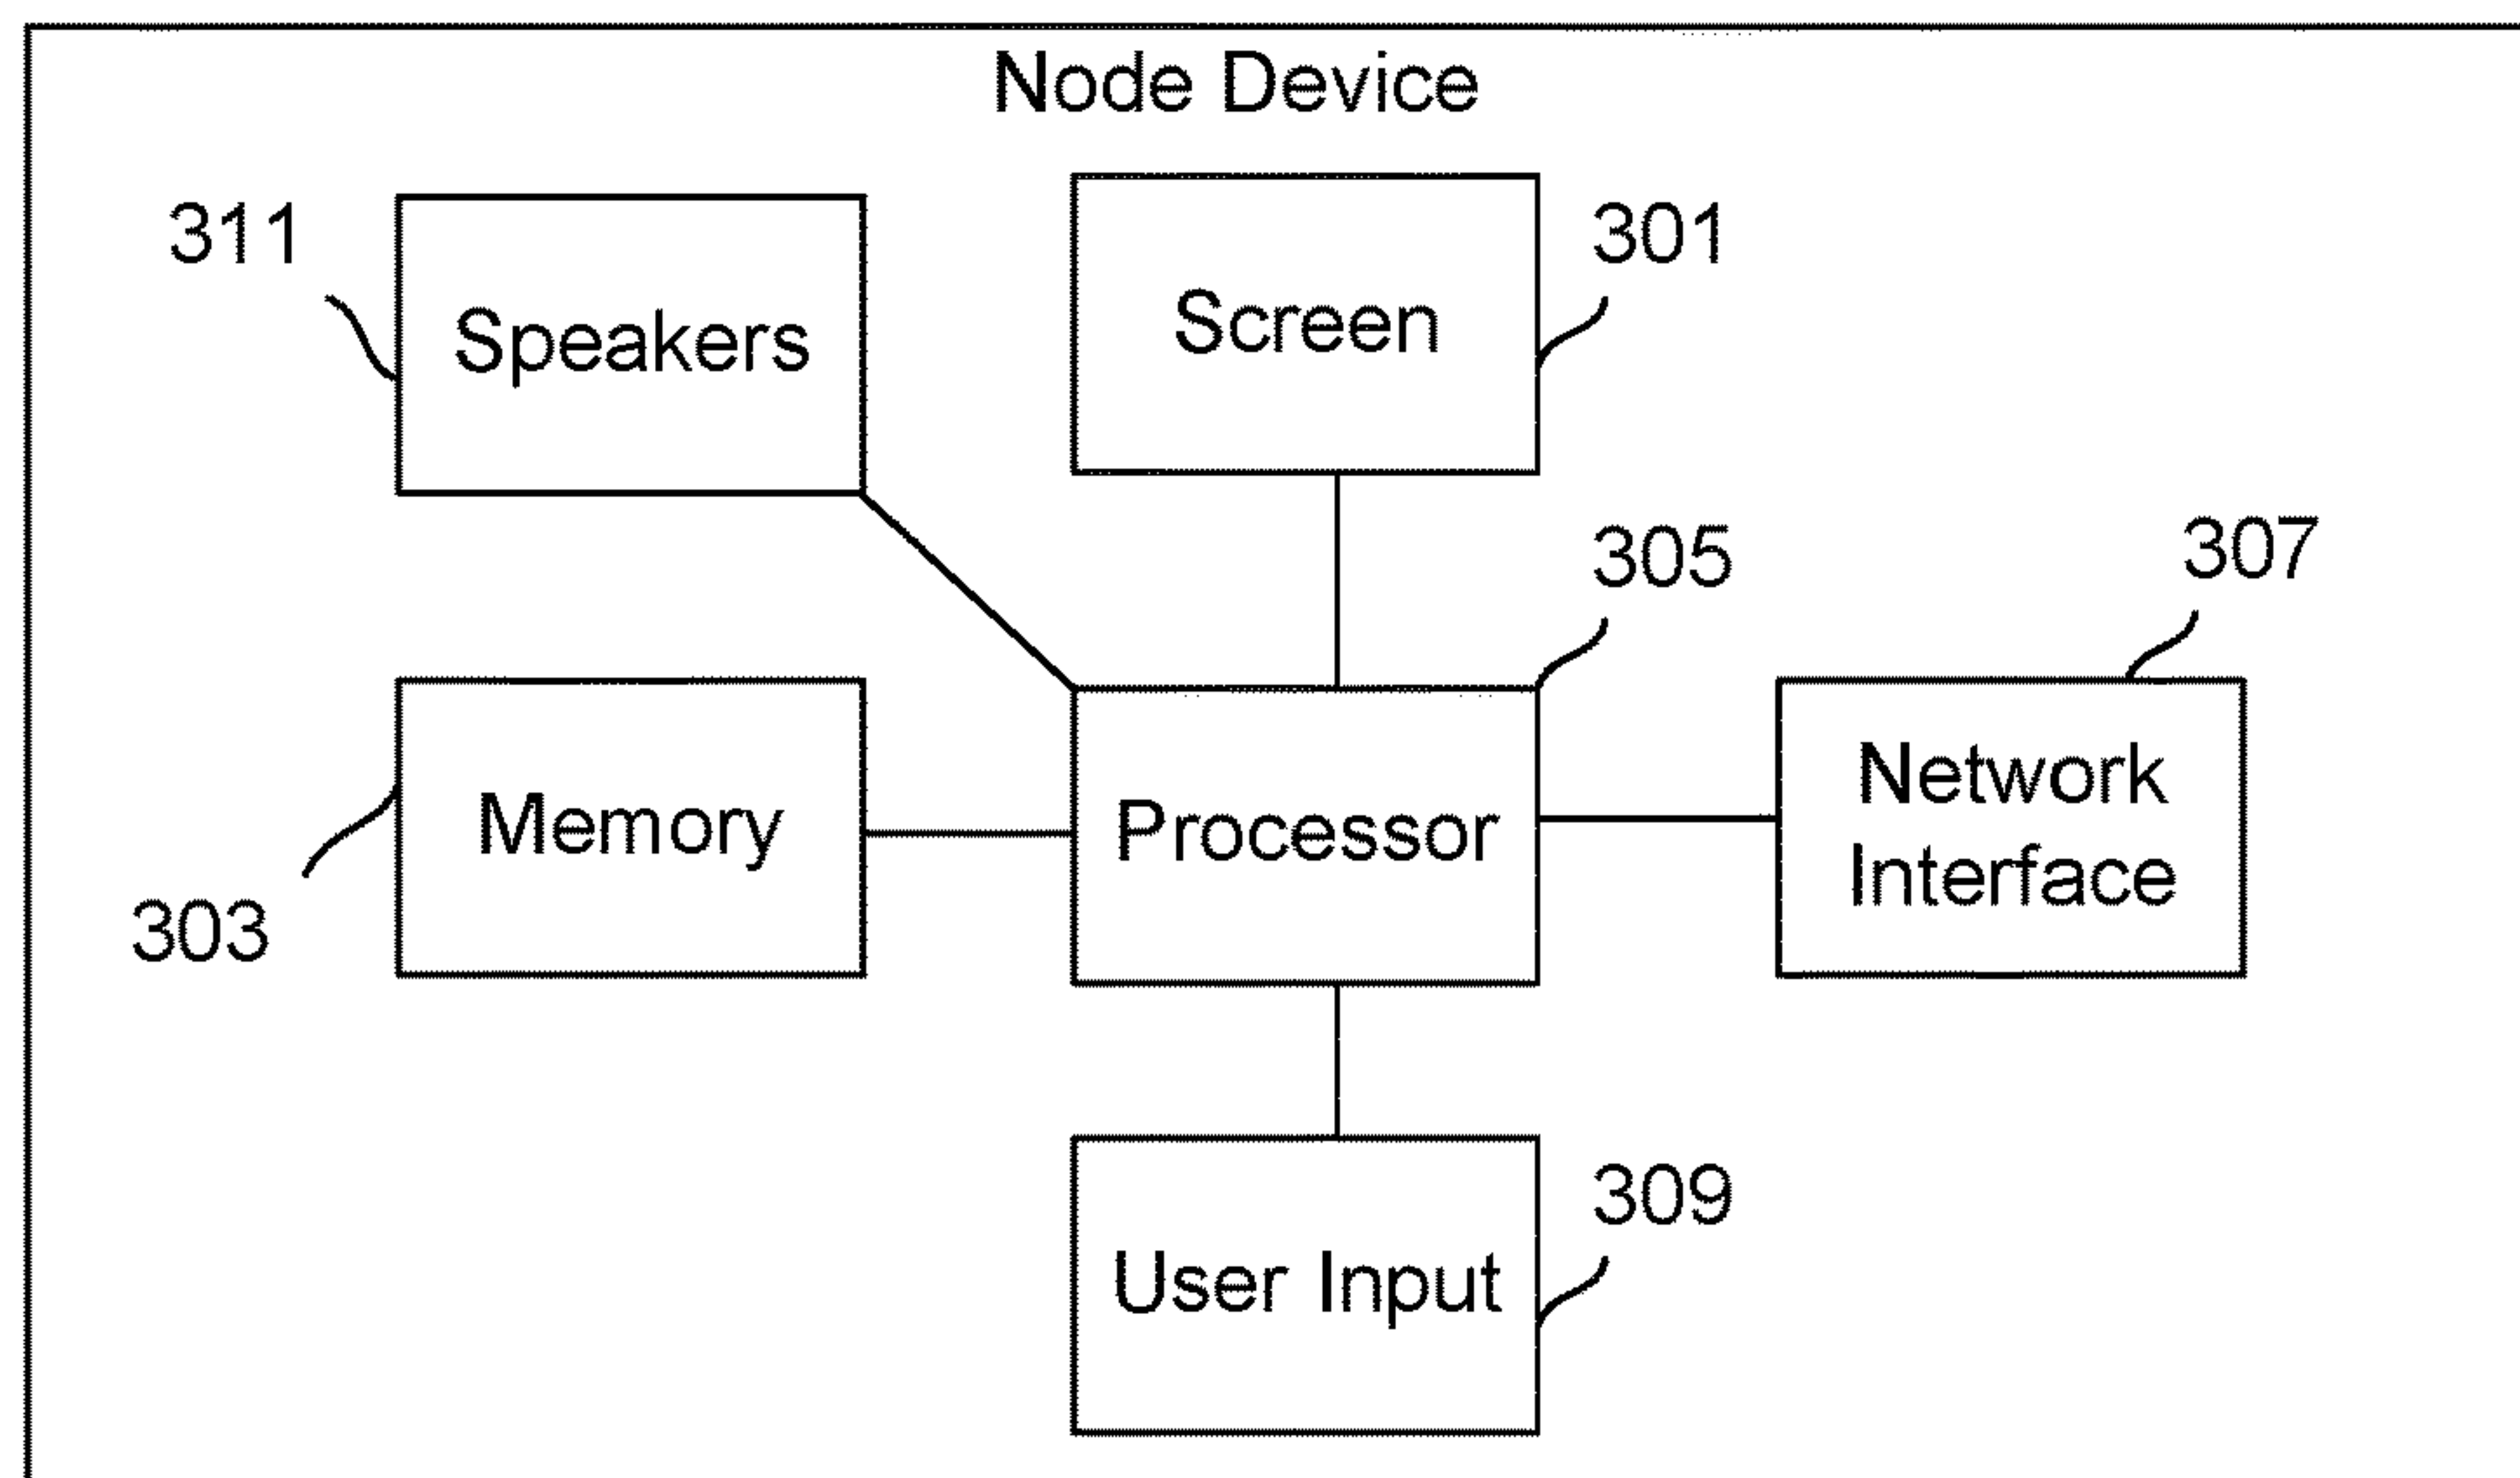 Node Device
311
Speakers
Screen
301
305
307
Memory
303
Processor
Network
Interface
User Input
309